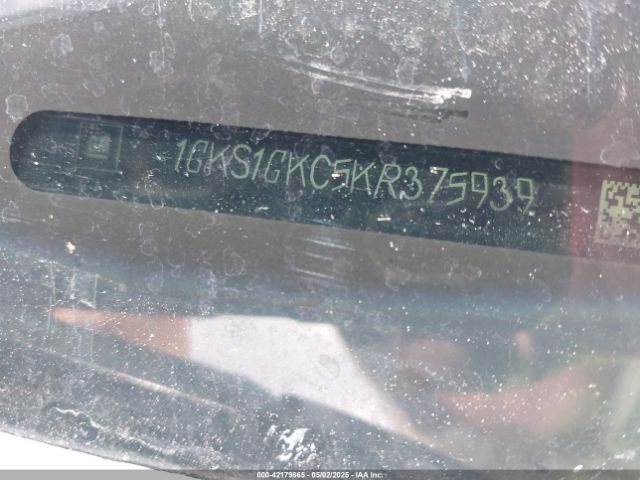 1GKS1GKC5KR375939
000-42179865 | 05/02/2025 | © IAA, Inc.